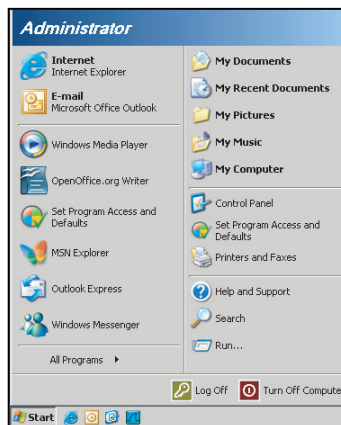 Administrator
Internet
Internet Explorer
E-mail
Microsoft Office Outlook
Windows Media Player
OpenOffice.org Writer
Set Program Access and
Defaults
MSN Explorer
Outlook Express
Windows Messenger
All Programs
My Documents
My Recent Documents
My Pictures
My Music
My Computer
Control Panel
Set Program Access and
Defaults
Printers and Faxes
Help and Support
Search
Run...
Log Off
Turn Off Compute
Start